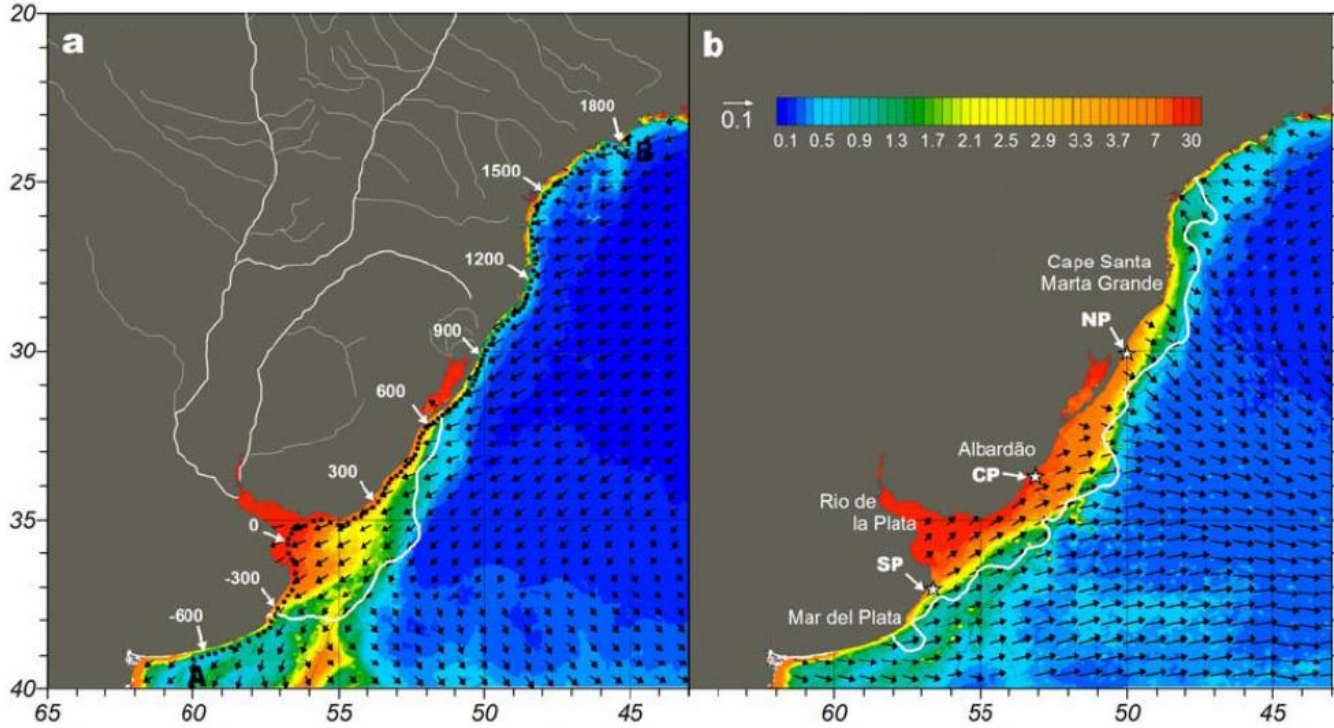 20
25
30
35
40
a
1800
B
1500
1200
900
600
300
0
-300
-600
A
65
60
55
50
45
b
0.1
0.1 0.5 0.9 1.3 1.7 2.1 2.5 2.9 3.3 3.7 7 30
Cape Santa
Marta Grande
NP
Albardão
CP
Rio de
la Plata
SP
Mar del Plata
60
55
50
45